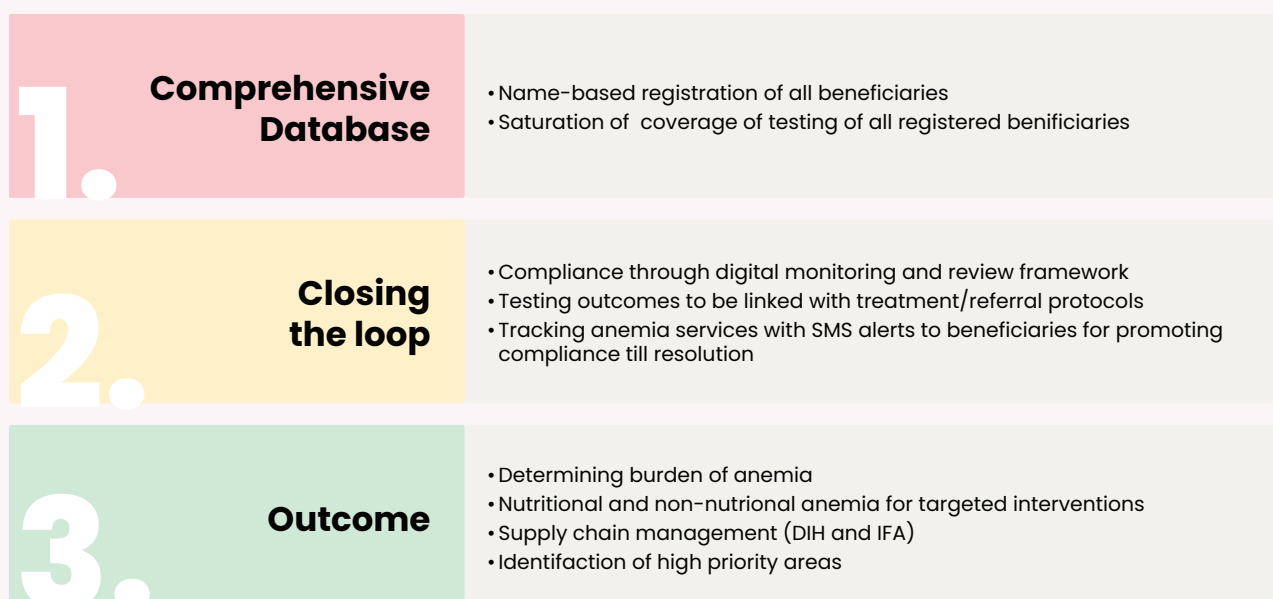 1.
Comprehensive
Database
• Name-based registration of all beneficiaries
• Saturation of  coverage of testing of all registered benificiaries
2.
Closing
the loop
• Compliance through digital monitoring and review framework
• Testing outcomes to be linked with treatment/referral protocols
• Tracking anemia services with SMS alerts to beneficiaries for promoting
compliance till resolution
3.
Outcome
• Determining burden of anemia
• Nutritional and non-nutrional anemia for targeted interventions
• Supply chain management (DIH and IFA)
• Identifaction of high priority areas